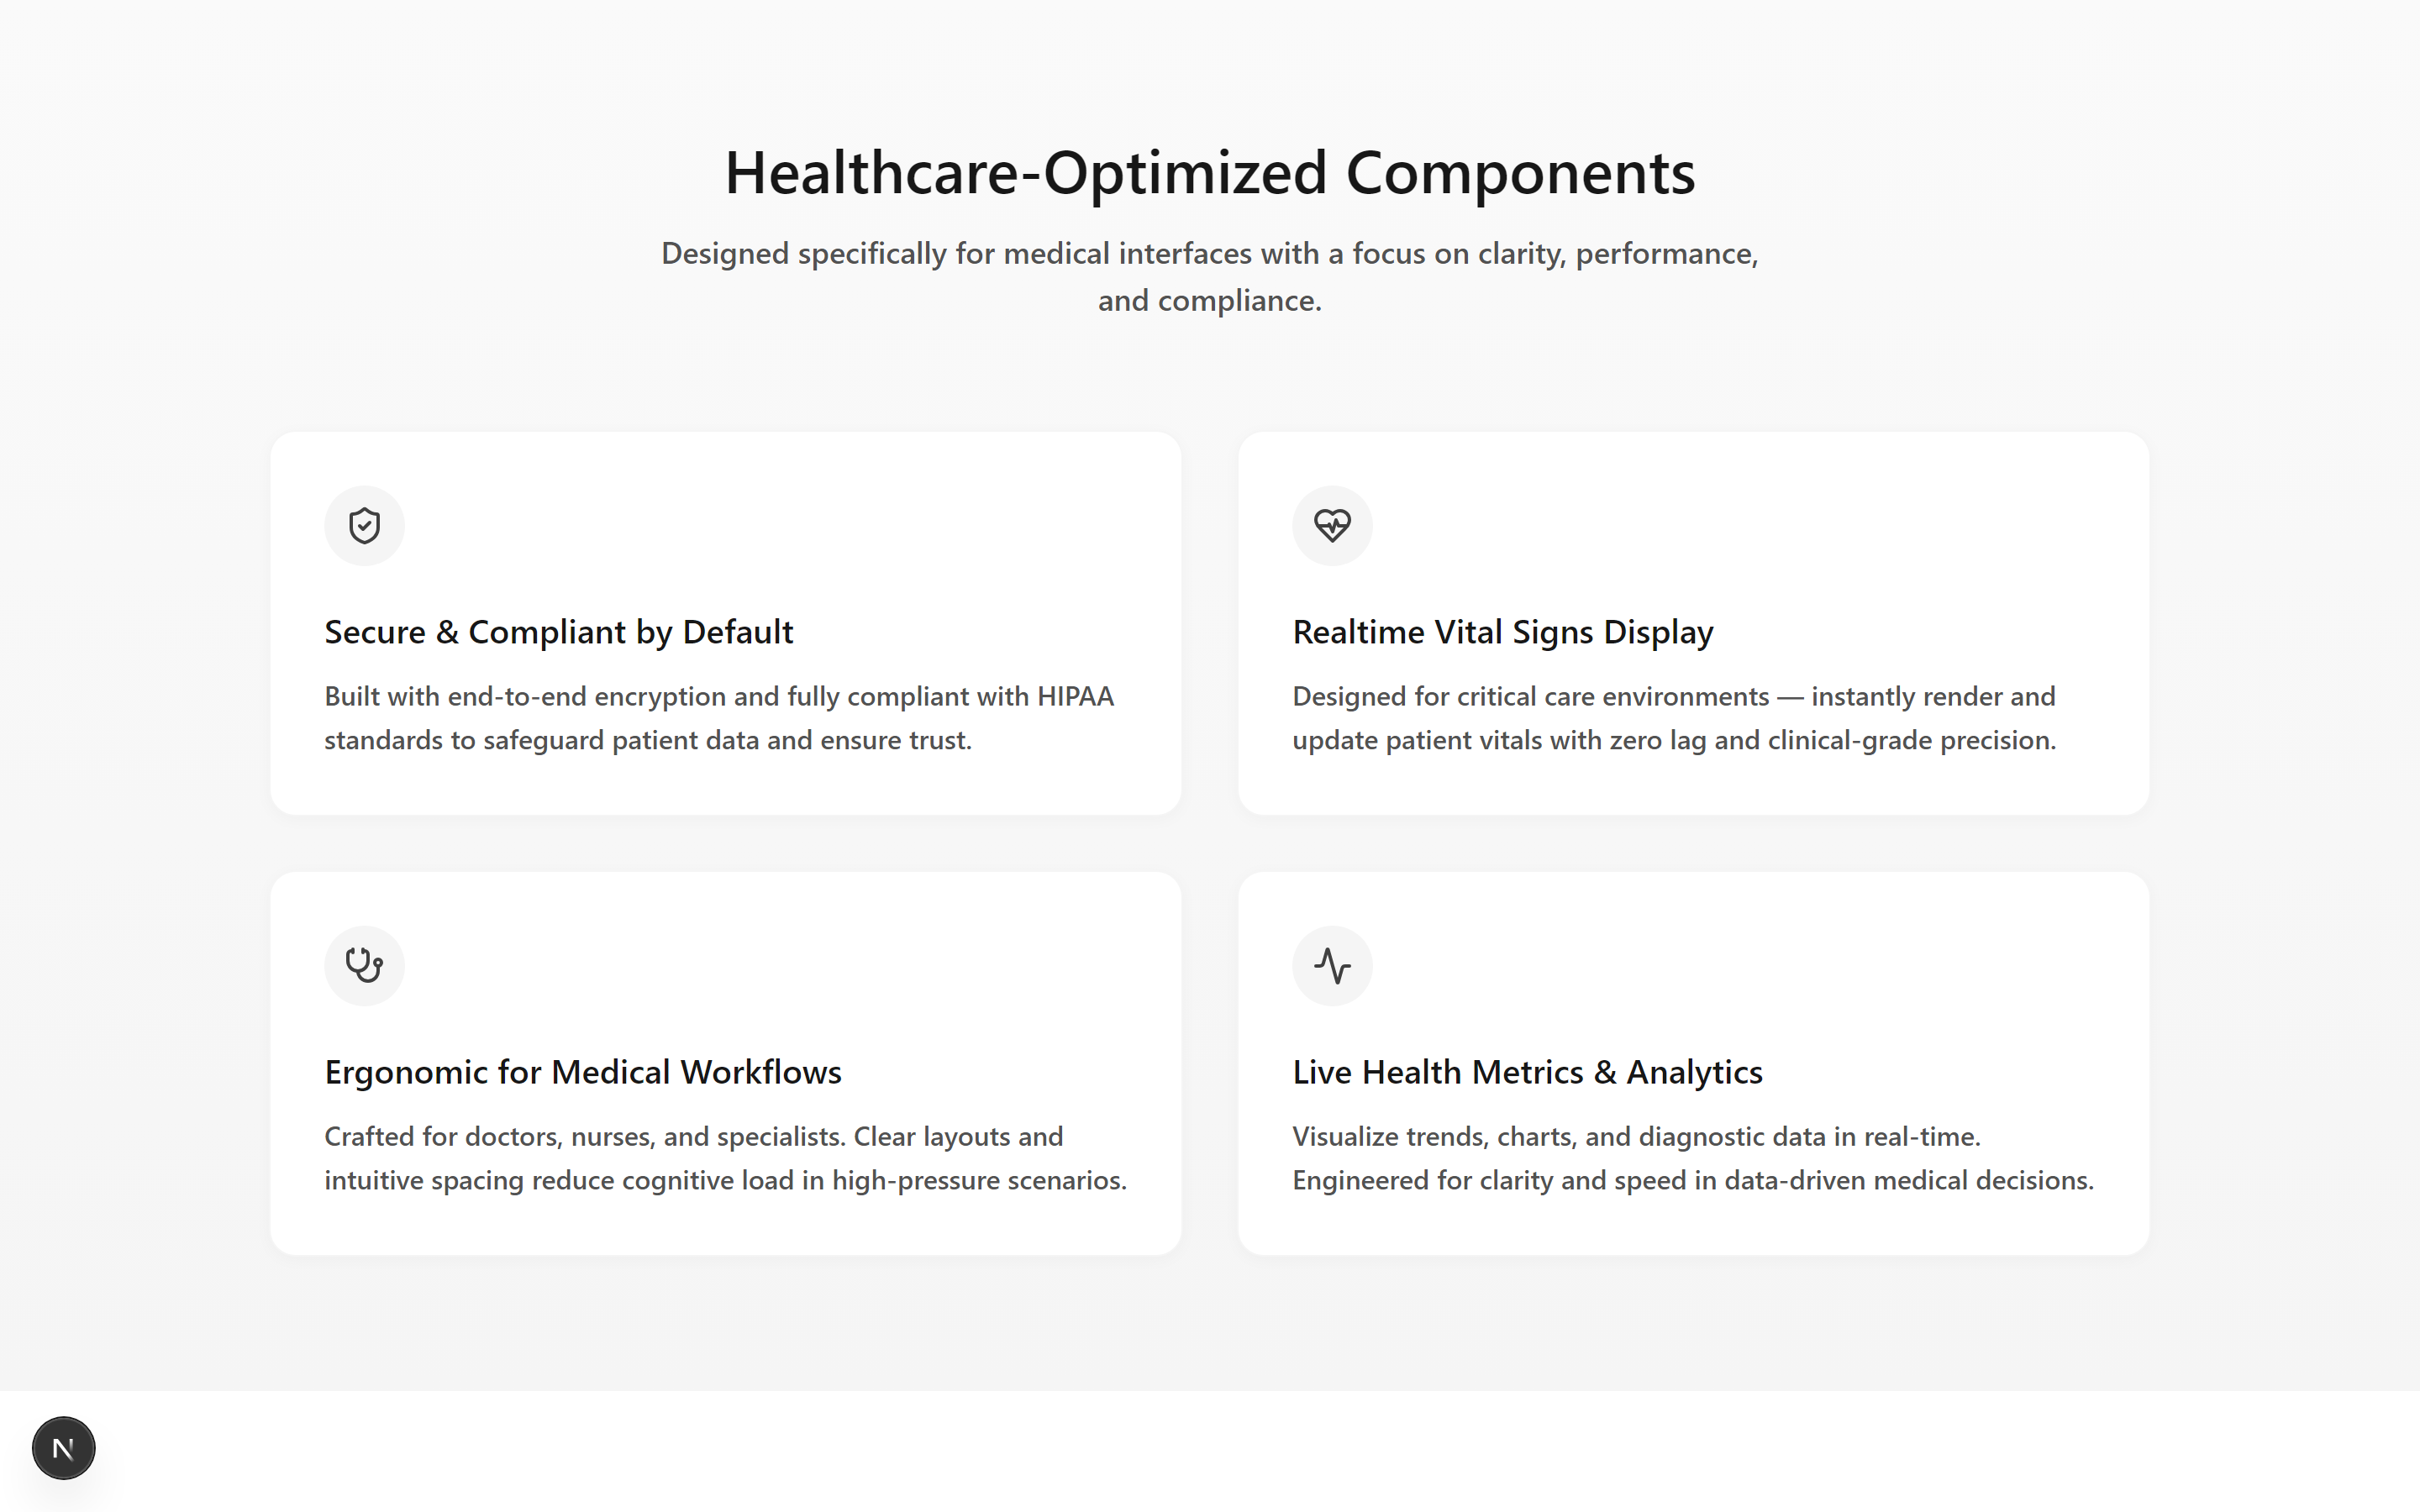 Healthcare-Optimized Components
Designed specifically for medical interfaces with a focus on clarity, performance,
and compliance.
Secure & Compliant by Default
Built with end-to-end encryption and fully compliant with HIPAA
standards to safeguard patient data and ensure trust.
Realtime Vital Signs Display
Designed for critical care environments — instantly render and
update patient vitals with zero lag and clinical-grade precision.
Ergonomic for Medical Workflows
Crafted for doctors, nurses, and specialists. Clear layouts and
intuitive spacing reduce cognitive load in high-pressure scenarios.
Live Health Metrics & Analytics
Visualize trends, charts, and diagnostic data in real-time.
Engineered for clarity and speed in data-driven medical decisions.
N